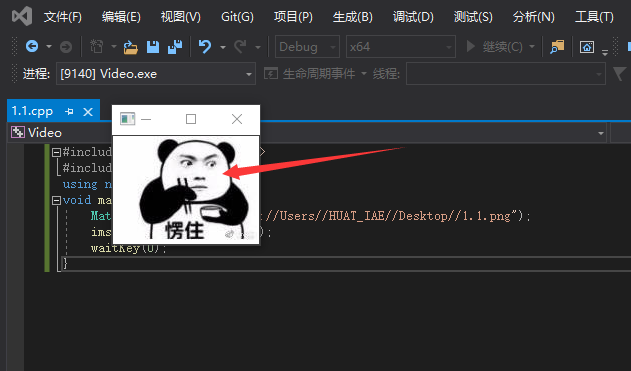 文件(F) 编辑(E) 视图(V) Git(G) 项目(P) 生成(B) 调试(D) 测试(S) 分析(N) 工具(T)
Debug x64 继续(C)
进程: [9140] Video.exe 生命周期事件 线程:
1.1.cpp
Video
#includ >
#includ
using n
void ma
Mat ://Users//HUAT_IAE//Desktop//1.1.png");
ims );
waitKey(0);
}
愣住